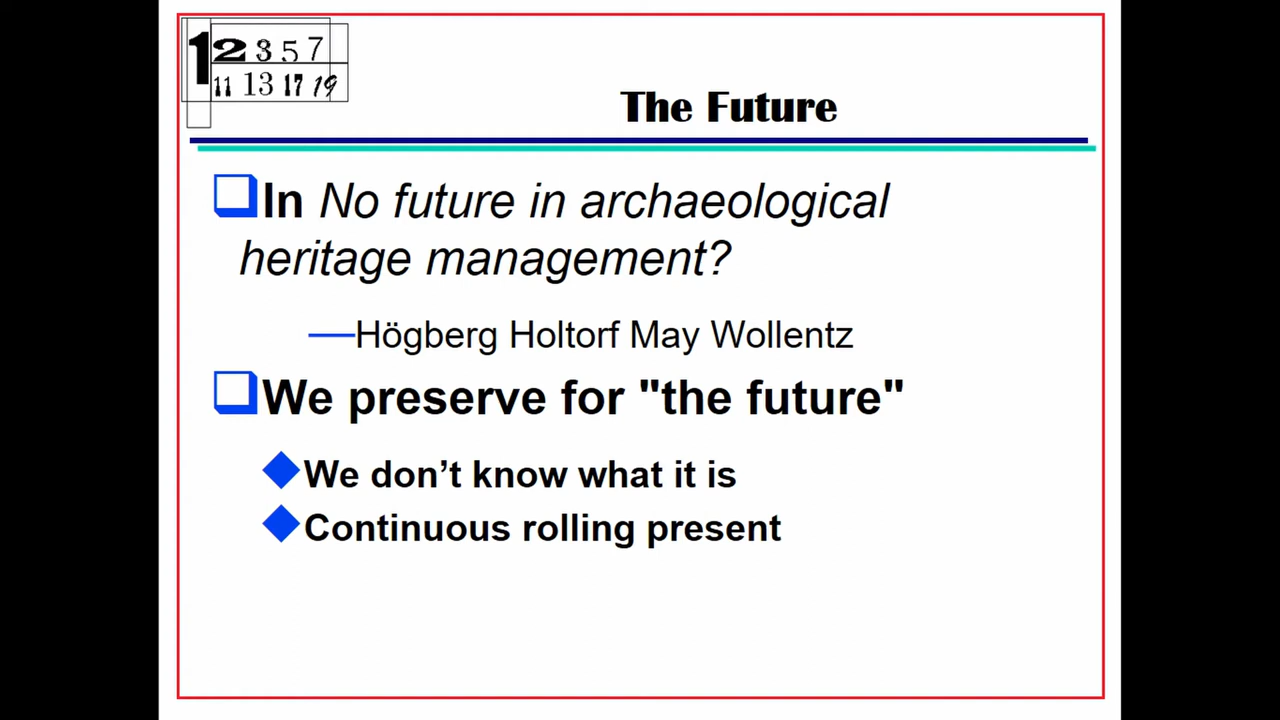 1 2 3 5 7
11 13 17 19
The Future
In No future in archaeological
heritage management?
—Högberg Holtorf May Wollentz
We preserve for "the future"
We don’t know what it is
Continuous rolling present